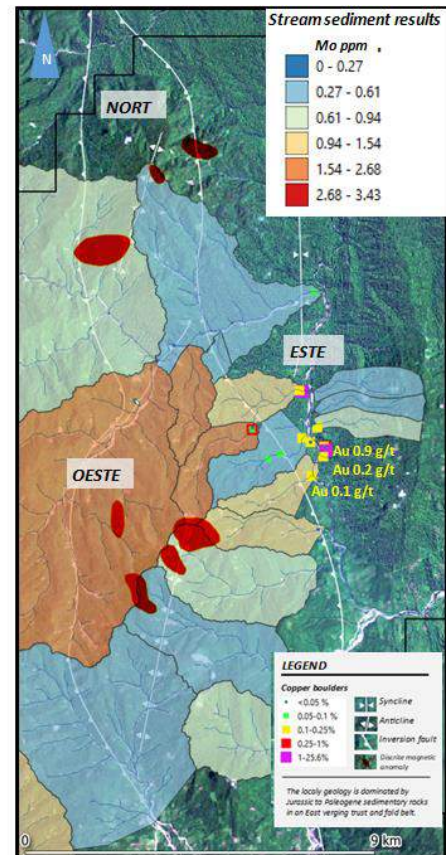 Stream sediment results
Mo ppm
0 - 0.27
0.27 - 0.61
0.61 - 0.94
0.94 - 1.54
1.54 - 2.68
2.68 - 3.43
N
NORT
ESTE
Au 0.9 g/t
Au 0.2 g/t
Au 0.1 g/t
OESTE
LEGEND
Copper boulders
<0.05 %
0.05-0.1 %
0.1-0.25%
0.25-1%
1-25.6%
Syncline
Anticline
Inversion fault
Discrite magnetic
anomaly
The localy geology is dominated by
Jurassic to Paleogene sedimentary rocks
in an East verging trust and fold belt.
0
9 km